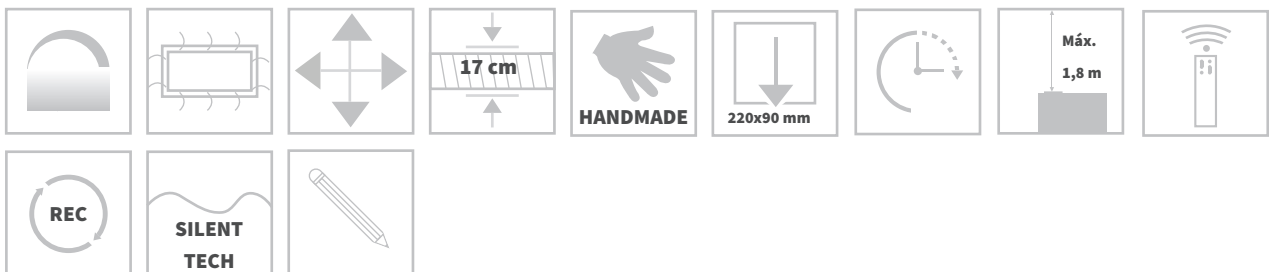 17 cm
HANDMADE
220x90 mm
Máx.
1,8 m
REC
SILENT
TECH